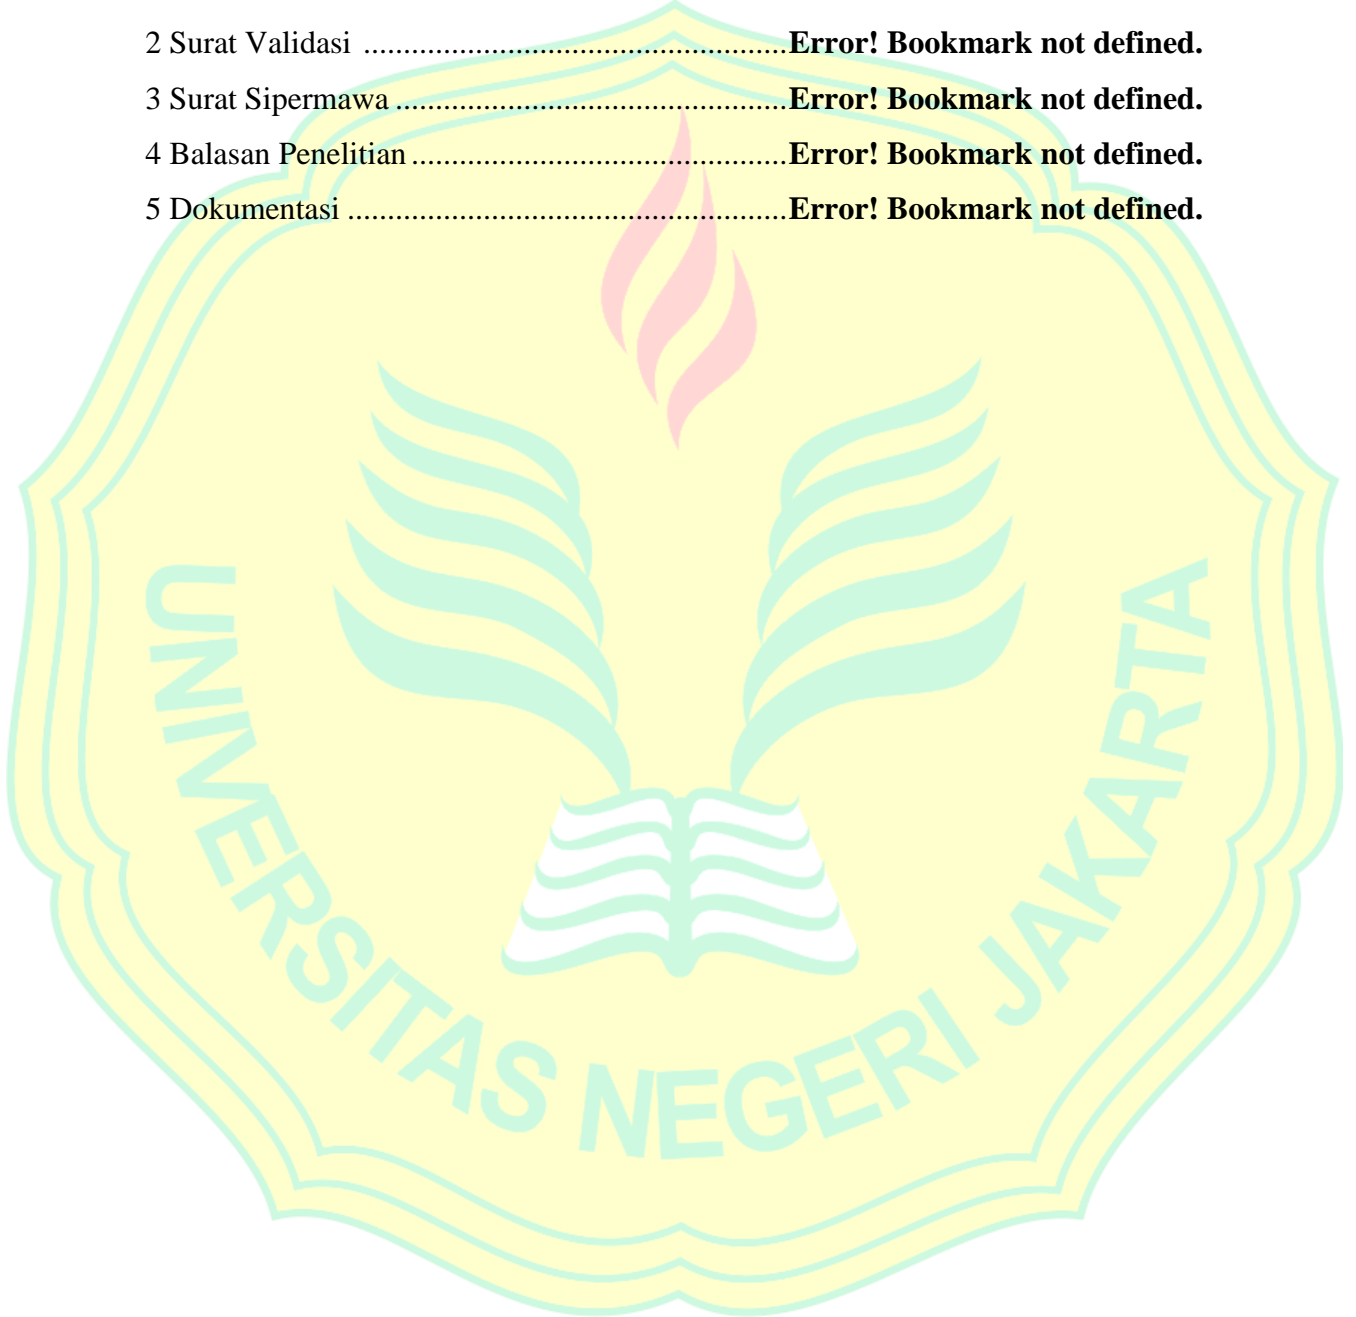 2 Surat Validasi ......................................................Error! Bookmark not defined.
3 Surat Sipermawa ..................................................Error! Bookmark not defined.
4 Balasan Penelitian ................................................Error! Bookmark not defined.
5 Dokumentasi ........................................................Error! Bookmark not defined.
UNIVERSITAS NEGERI JAKARTA